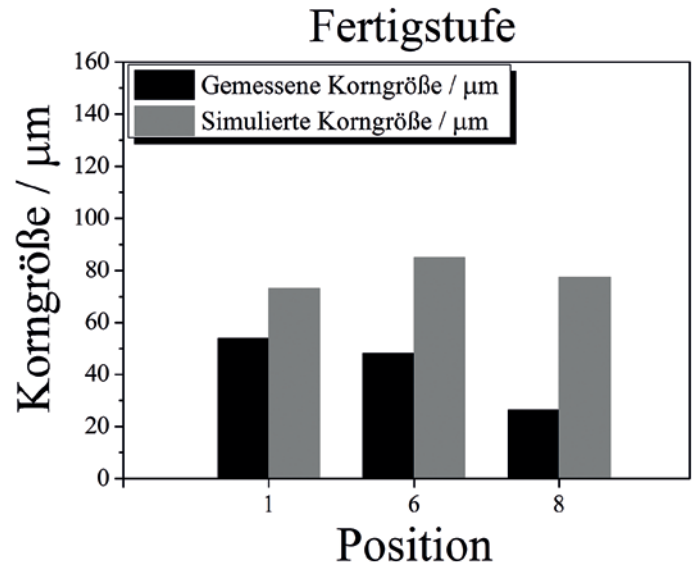 Fertigstufe
Gemessene Korngröße / μm
Simulierte Korngröße / μm
Korngröße / μm
160
140
120
100
80
60
40
20
0
1 6 8
Position